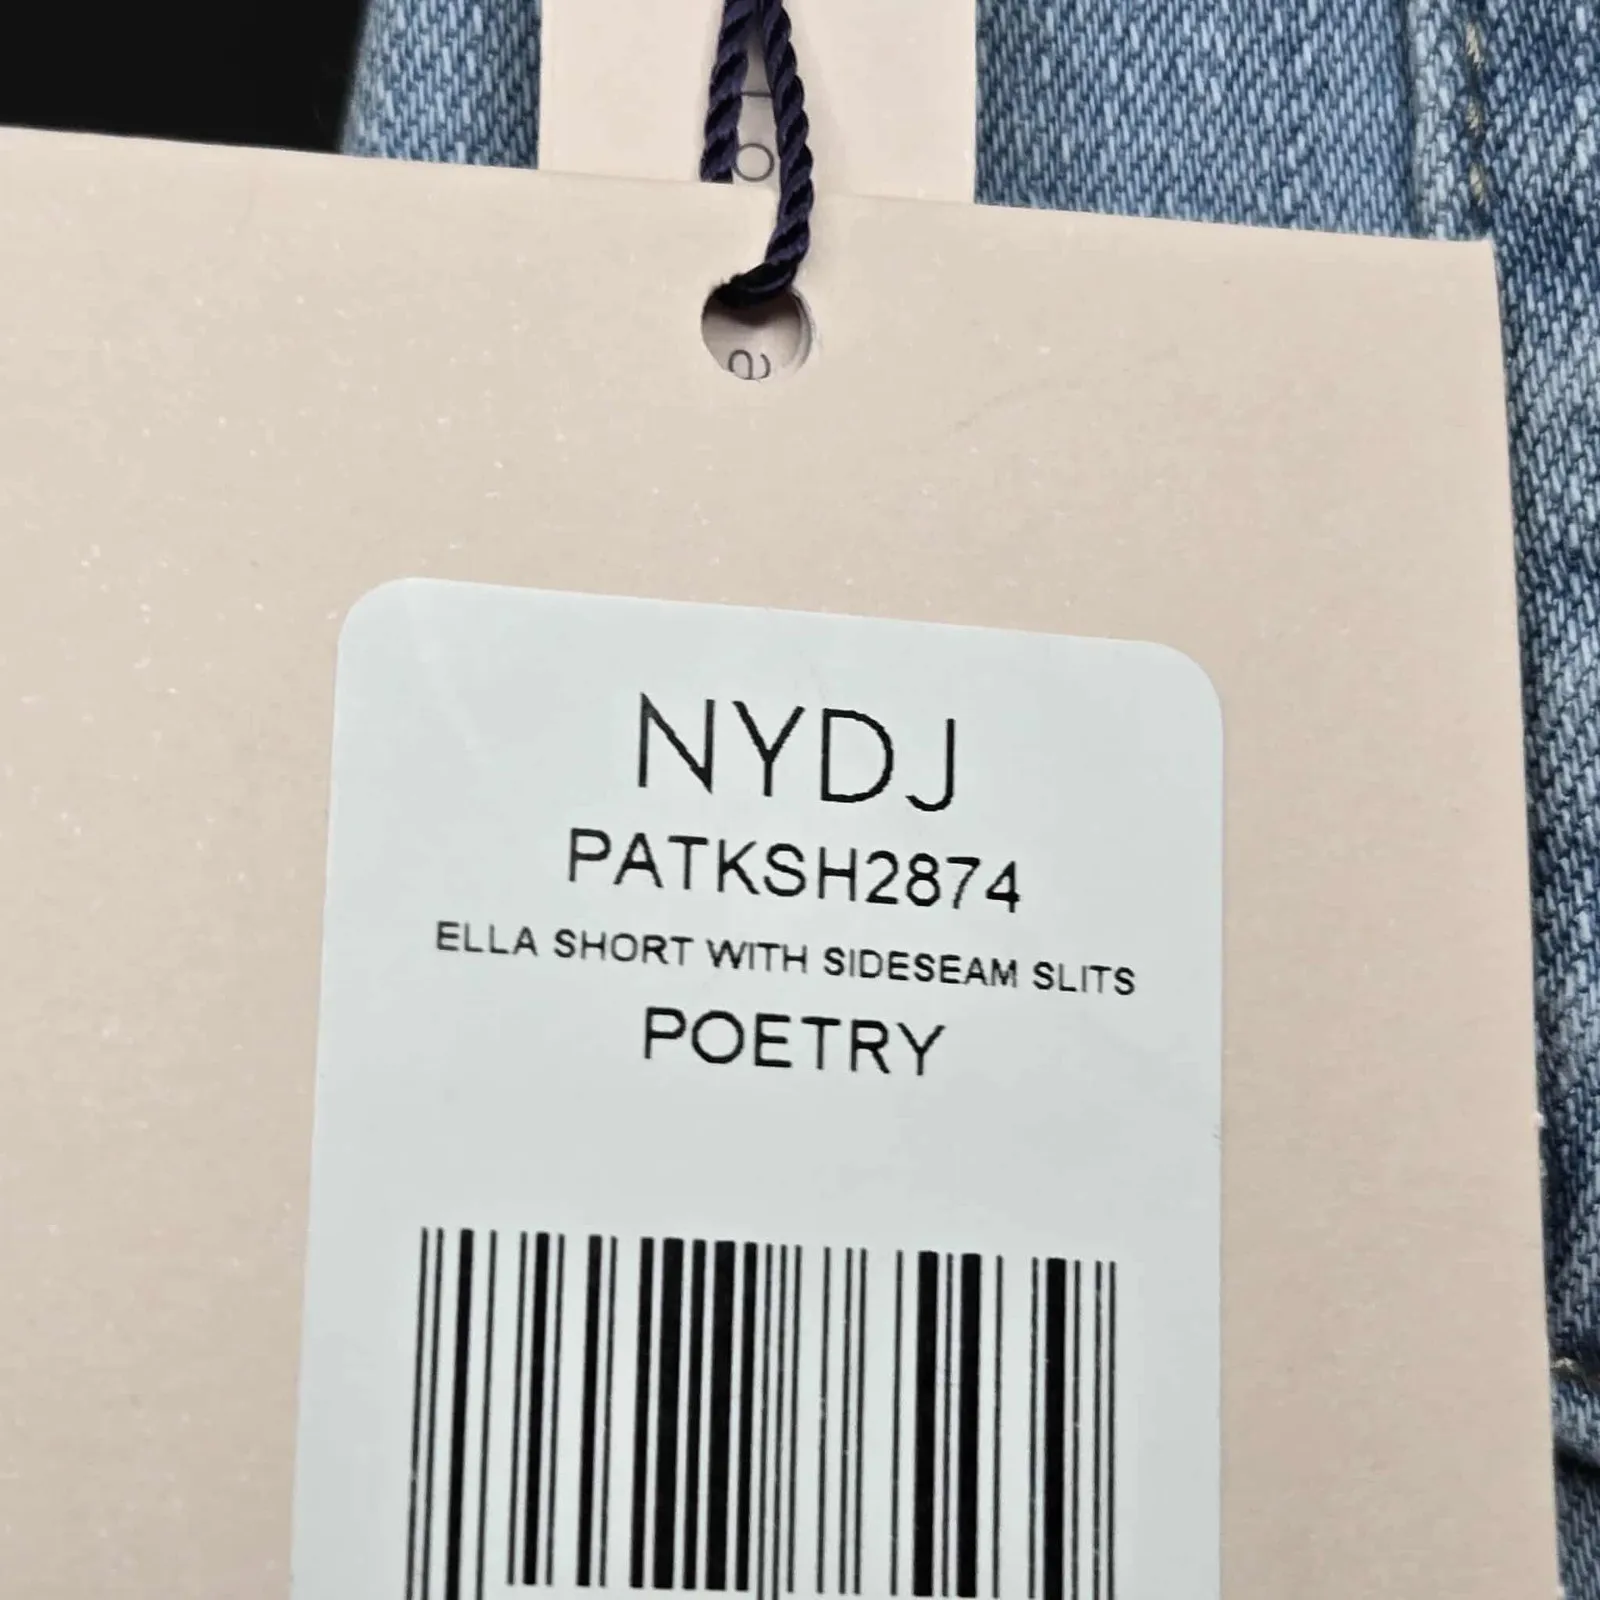 NYDJ
PATKSH2874
ELLA SHORT WITH SIDESEAM SLITS
POETRY